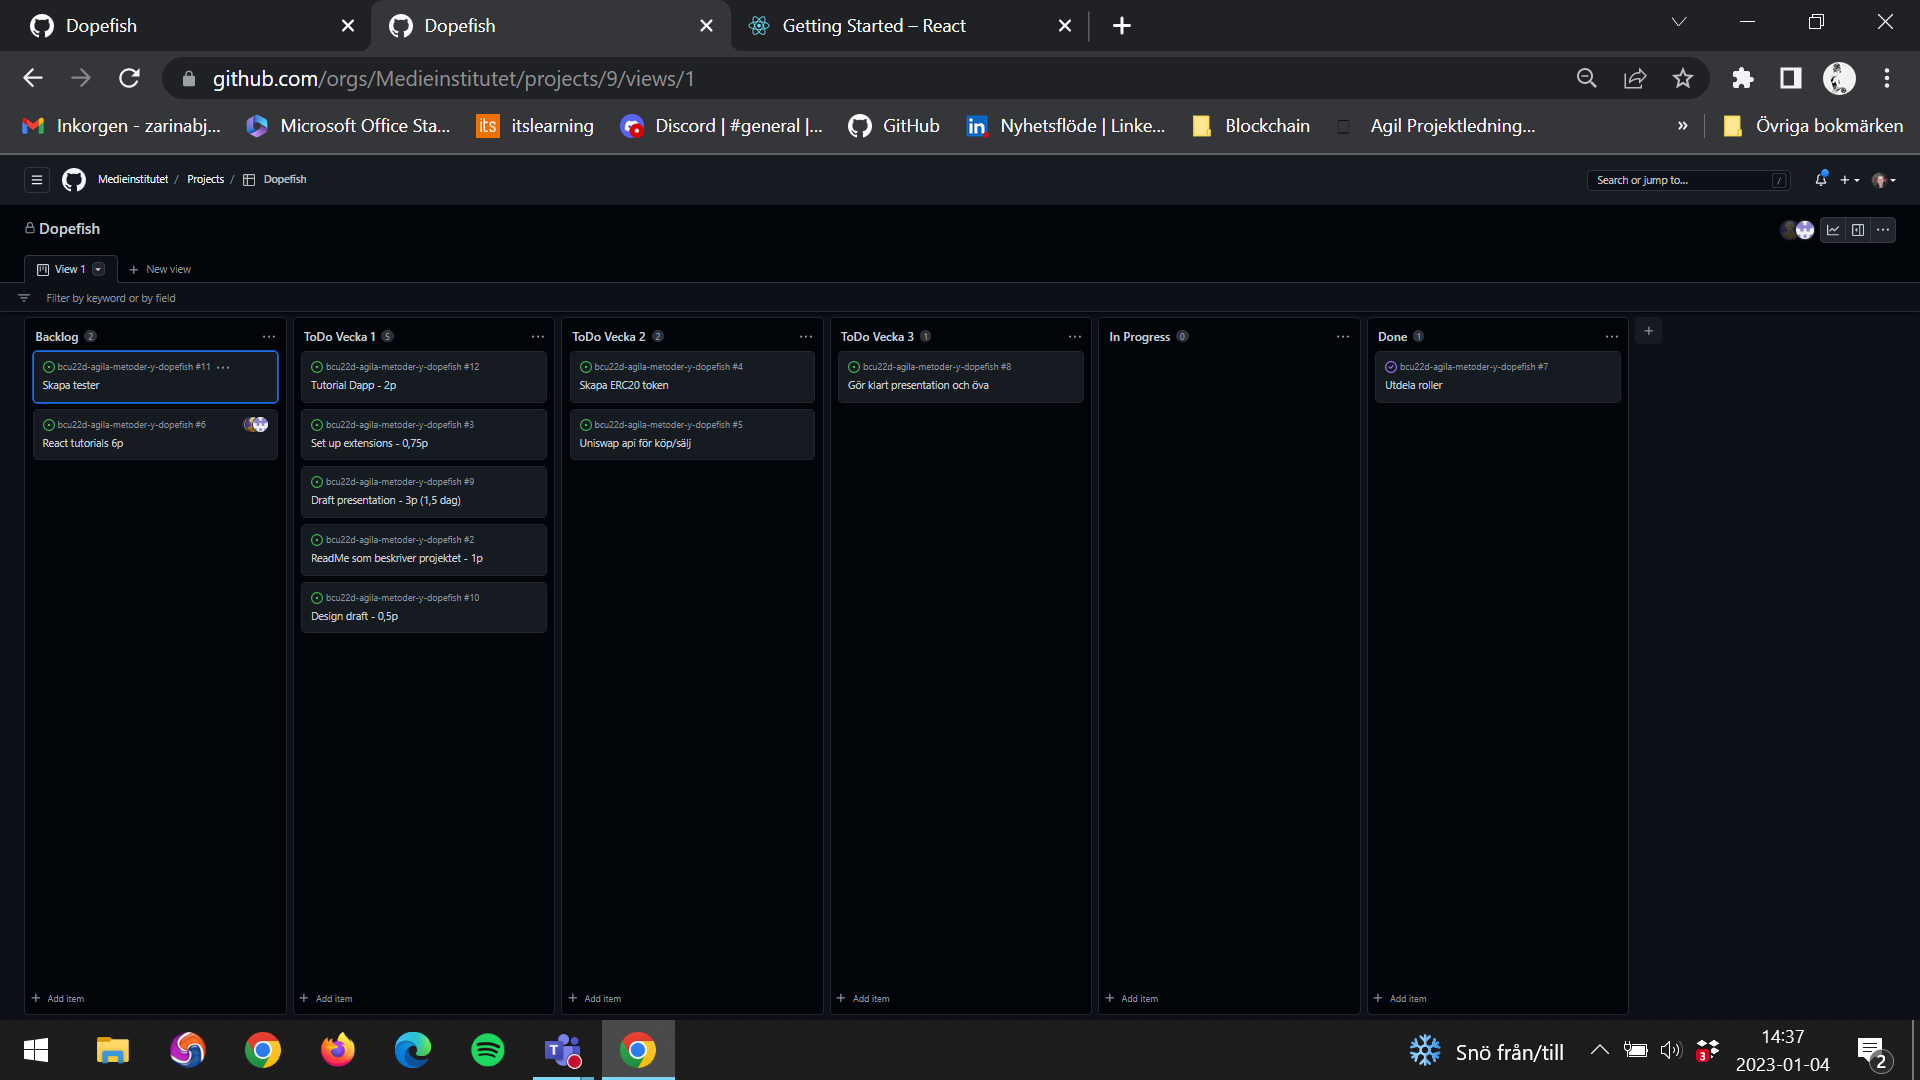 Dopefish
Dopefish
Getting Started – React
github.com/orgs/Medieinstitutet/projects/9/views/1
Inkorgen - zarinabj...
Microsoft Office Sta...
its
itslearning
Discord | #general |...
GitHub
in
Nyhetsflöde | Linke...
Blockchain
Agil Projektledning...
»
Övriga bokmärken
Medieinstitutet / Projects / Dopefish
Search or jump to... /
Dopefish
View 1
New view
Filter by keyword or by field
Backlog 2
bcu22d-agila-metoder-y-dopefish #11
Skapa tester
bcu22d-agila-metoder-y-dopefish #6
React tutorials 6p
Add item
ToDo Vecka 1 5
bcu22d-agila-metoder-y-dopefish #12
Tutorial Dapp - 2p
bcu22d-agila-metoder-y-dopefish #3
Set up extensions - 0,75p
bcu22d-agila-metoder-y-dopefish #9
Draft presentation - 3p (1,5 dag)
bcu22d-agila-metoder-y-dopefish #2
ReadMe som beskriver projektet - 1p
bcu22d-agila-metoder-y-dopefish #10
Design draft - 0,5p
Add item
ToDo Vecka 2 2
bcu22d-agila-metoder-y-dopefish #4
Skapa ERC20 token
bcu22d-agila-metoder-y-dopefish #5
Uniswap api för köp/sälj
Add item
ToDo Vecka 3 1
bcu22d-agila-metoder-y-dopefish #8
Gör klart presentation och öva
Add item
In Progress 0
Add item
Done 1
bcu22d-agila-metoder-y-dopefish #7
Utdela roller
Add item
Snö från/till
3
14:37
2023-01-04
2